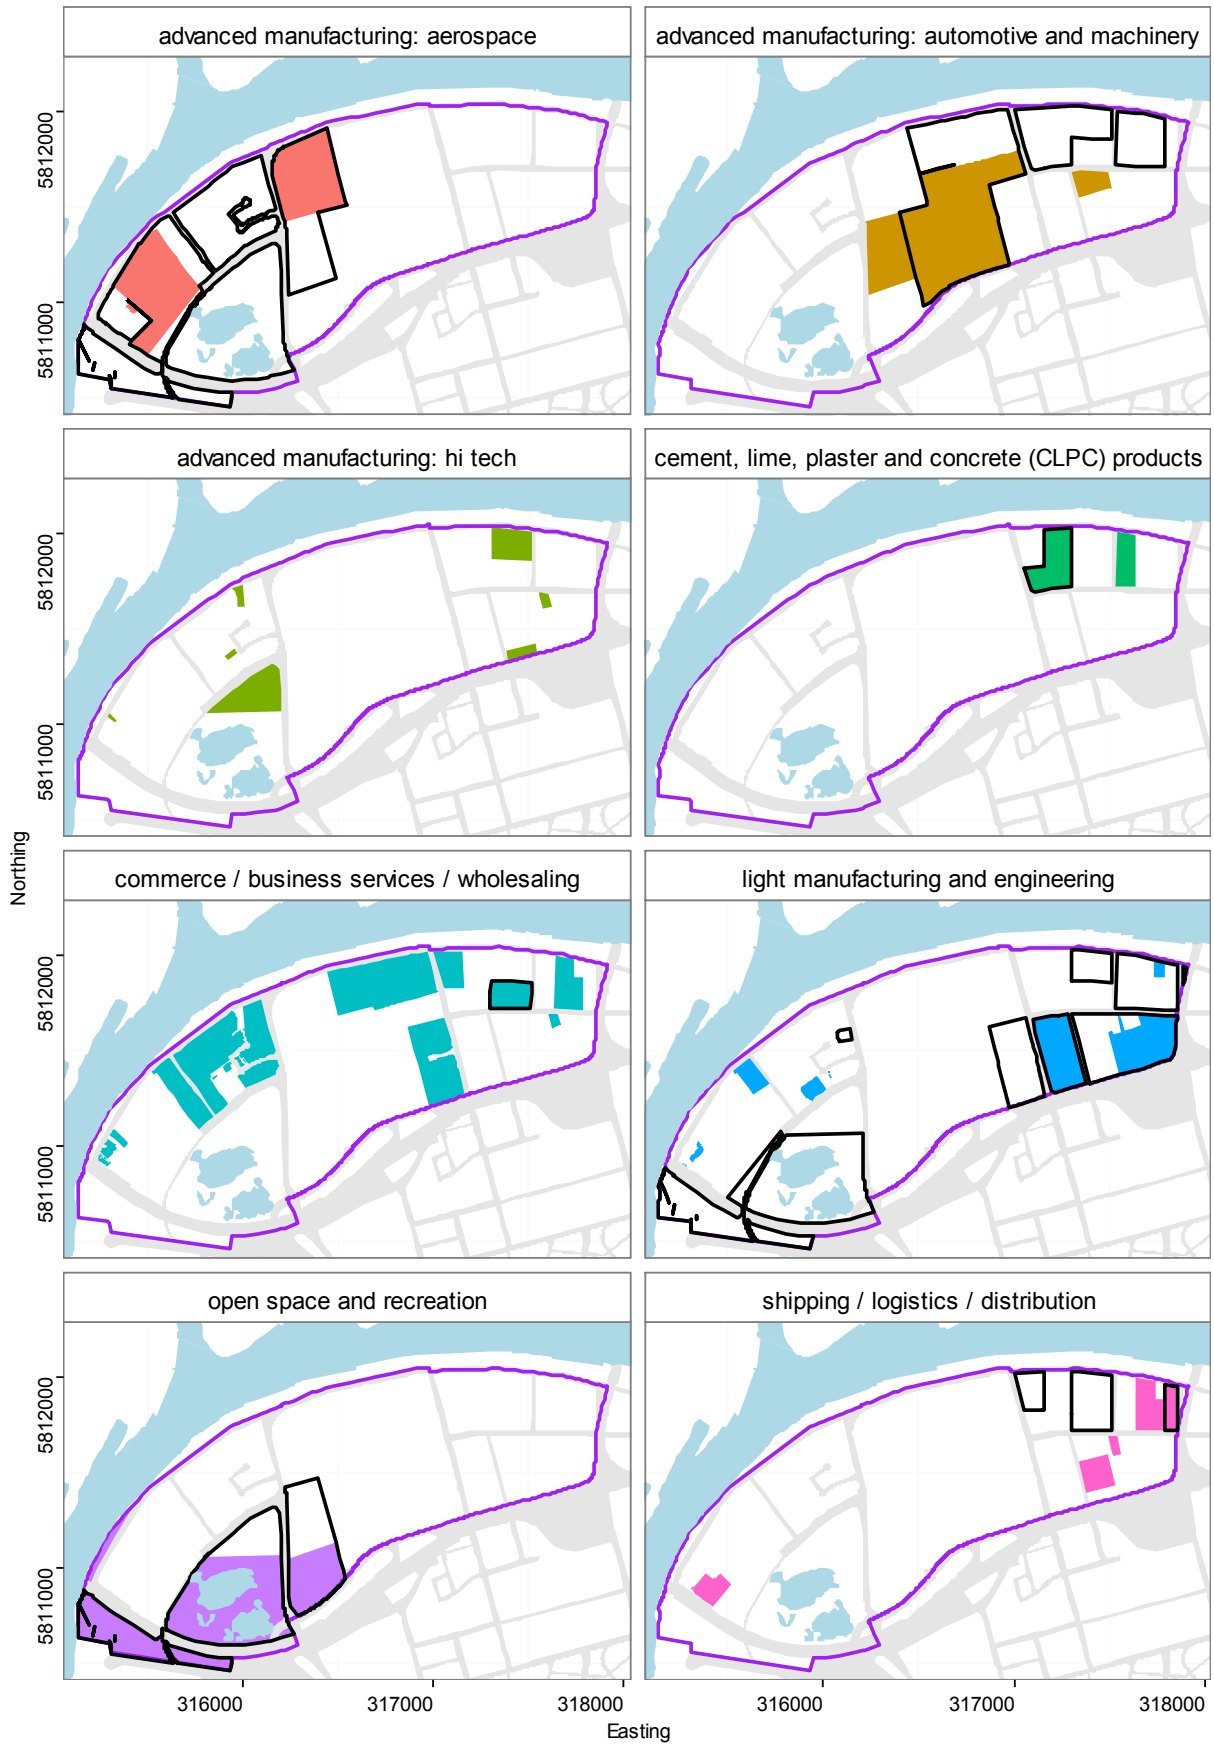 advanced manufacturing: aerospace
advanced manufacturing: automotive and machinery
5812000
5811000
advanced manufacturing: hi tech
cement, lime, plaster and concrete (CLPC) products
5812000
5811000
Northing
commerce / business services / wholesaling
light manufacturing and engineering
5812000
5811000
open space and recreation
shipping / logistics / distribution
5812000
5811000
316000 317000 318000 316000 317000 318000
Easting